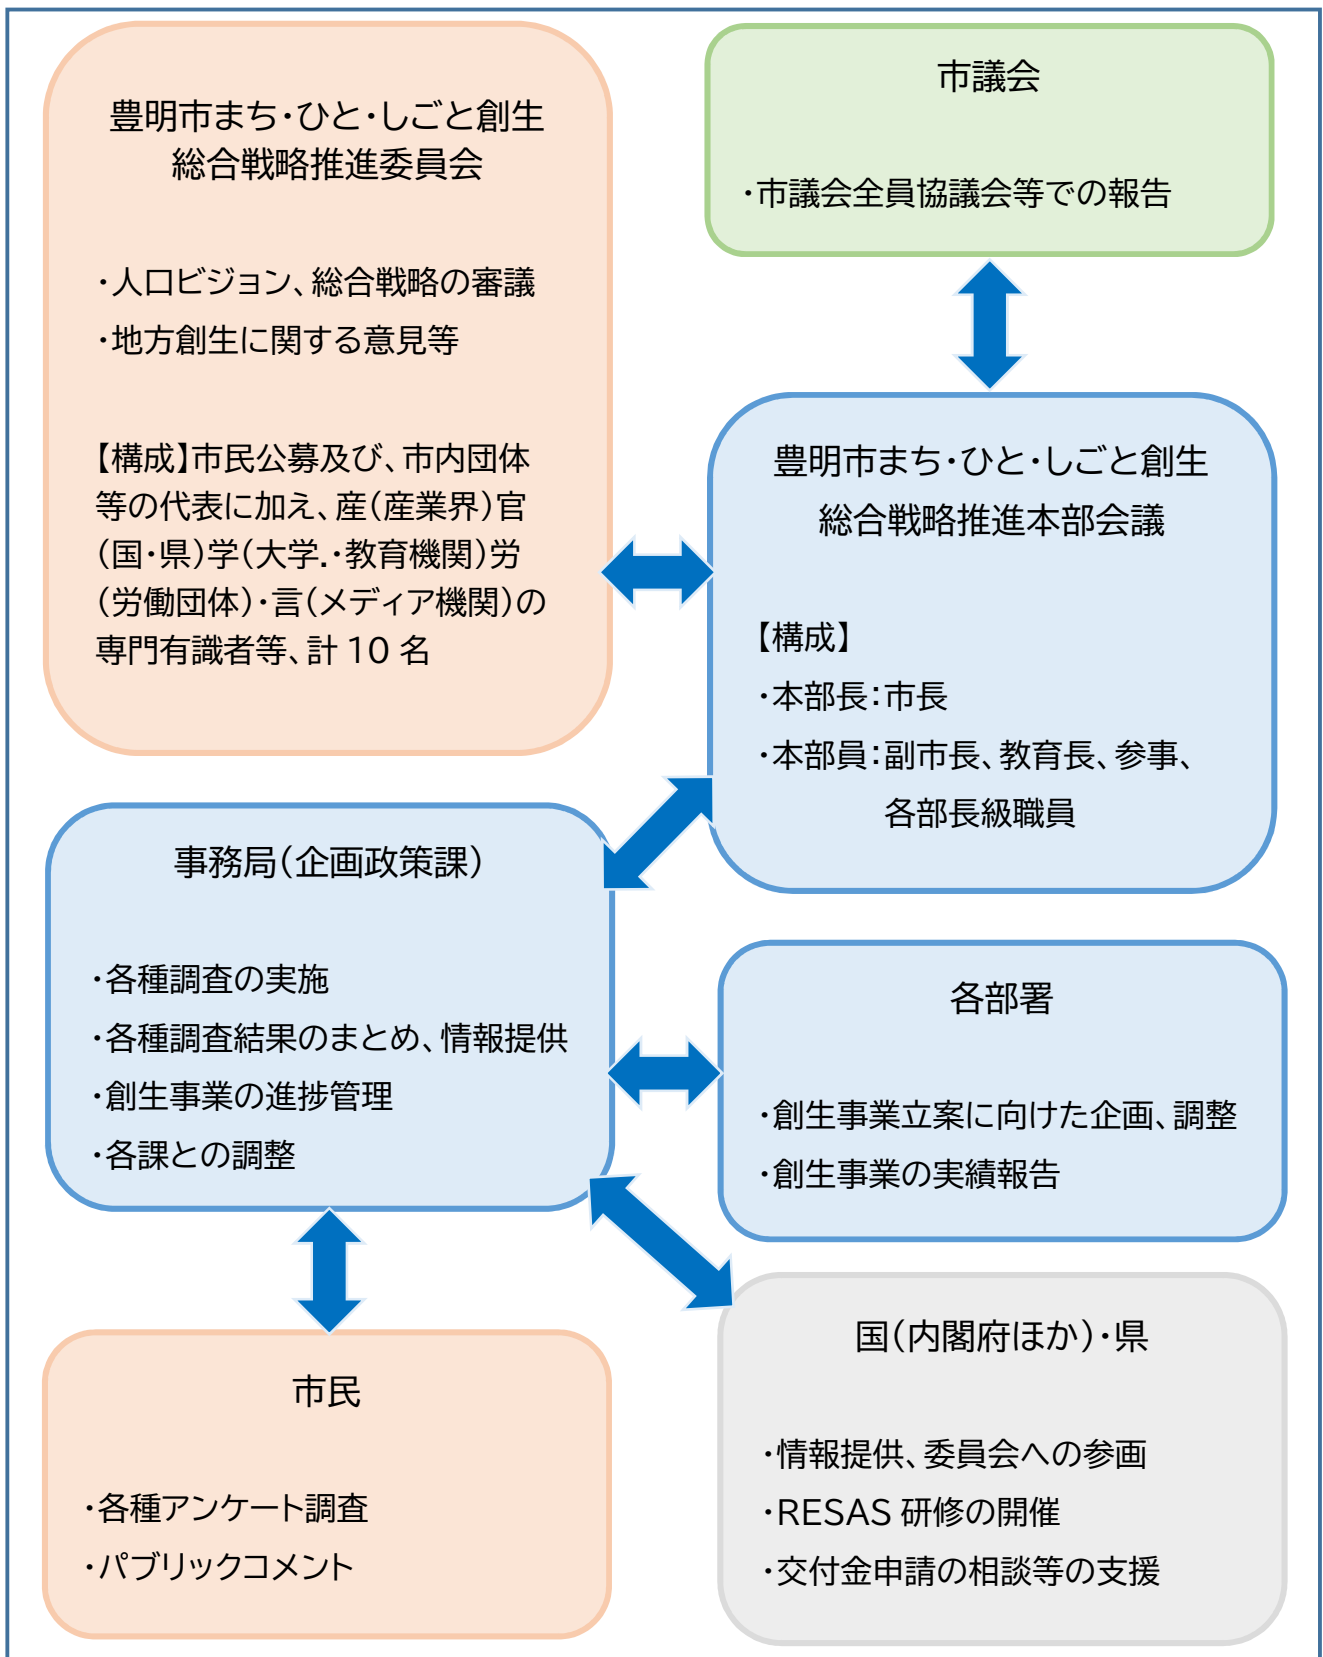 豊明市まち・ひと・しごと創生
総合戦略推進委員会
・人口ビジョン、総合戦略の審議
・地方創生に関する意見等
【構成】市民公募及び、市内団体
等の代表に加え、産（産業界）官
（国・県）学（大学.・教育機関）労
（労働団体）・言（メディア機関）の
専門有識者等、計 10 名
市議会
・市議会全員協議会等での報告
豊明市まち・ひと・しごと創生
総合戦略推進本部会議
【構成】
・本部長：市長
・本部員：副市長、教育長、参事、
各部長級職員
事務局（企画政策課）
・各種調査の実施
・各種調査結果のまとめ、情報提供
・創生事業の進捗管理
・各課との調整
各部署
・創生事業立案に向けた企画、調整
・創生事業の実績報告
市民
・各種アンケート調査
・パブリックコメント
国（内閣府ほか）・県
・情報提供、委員会への参画
・RESAS 研修の開催
・交付金申請の相談等の支援